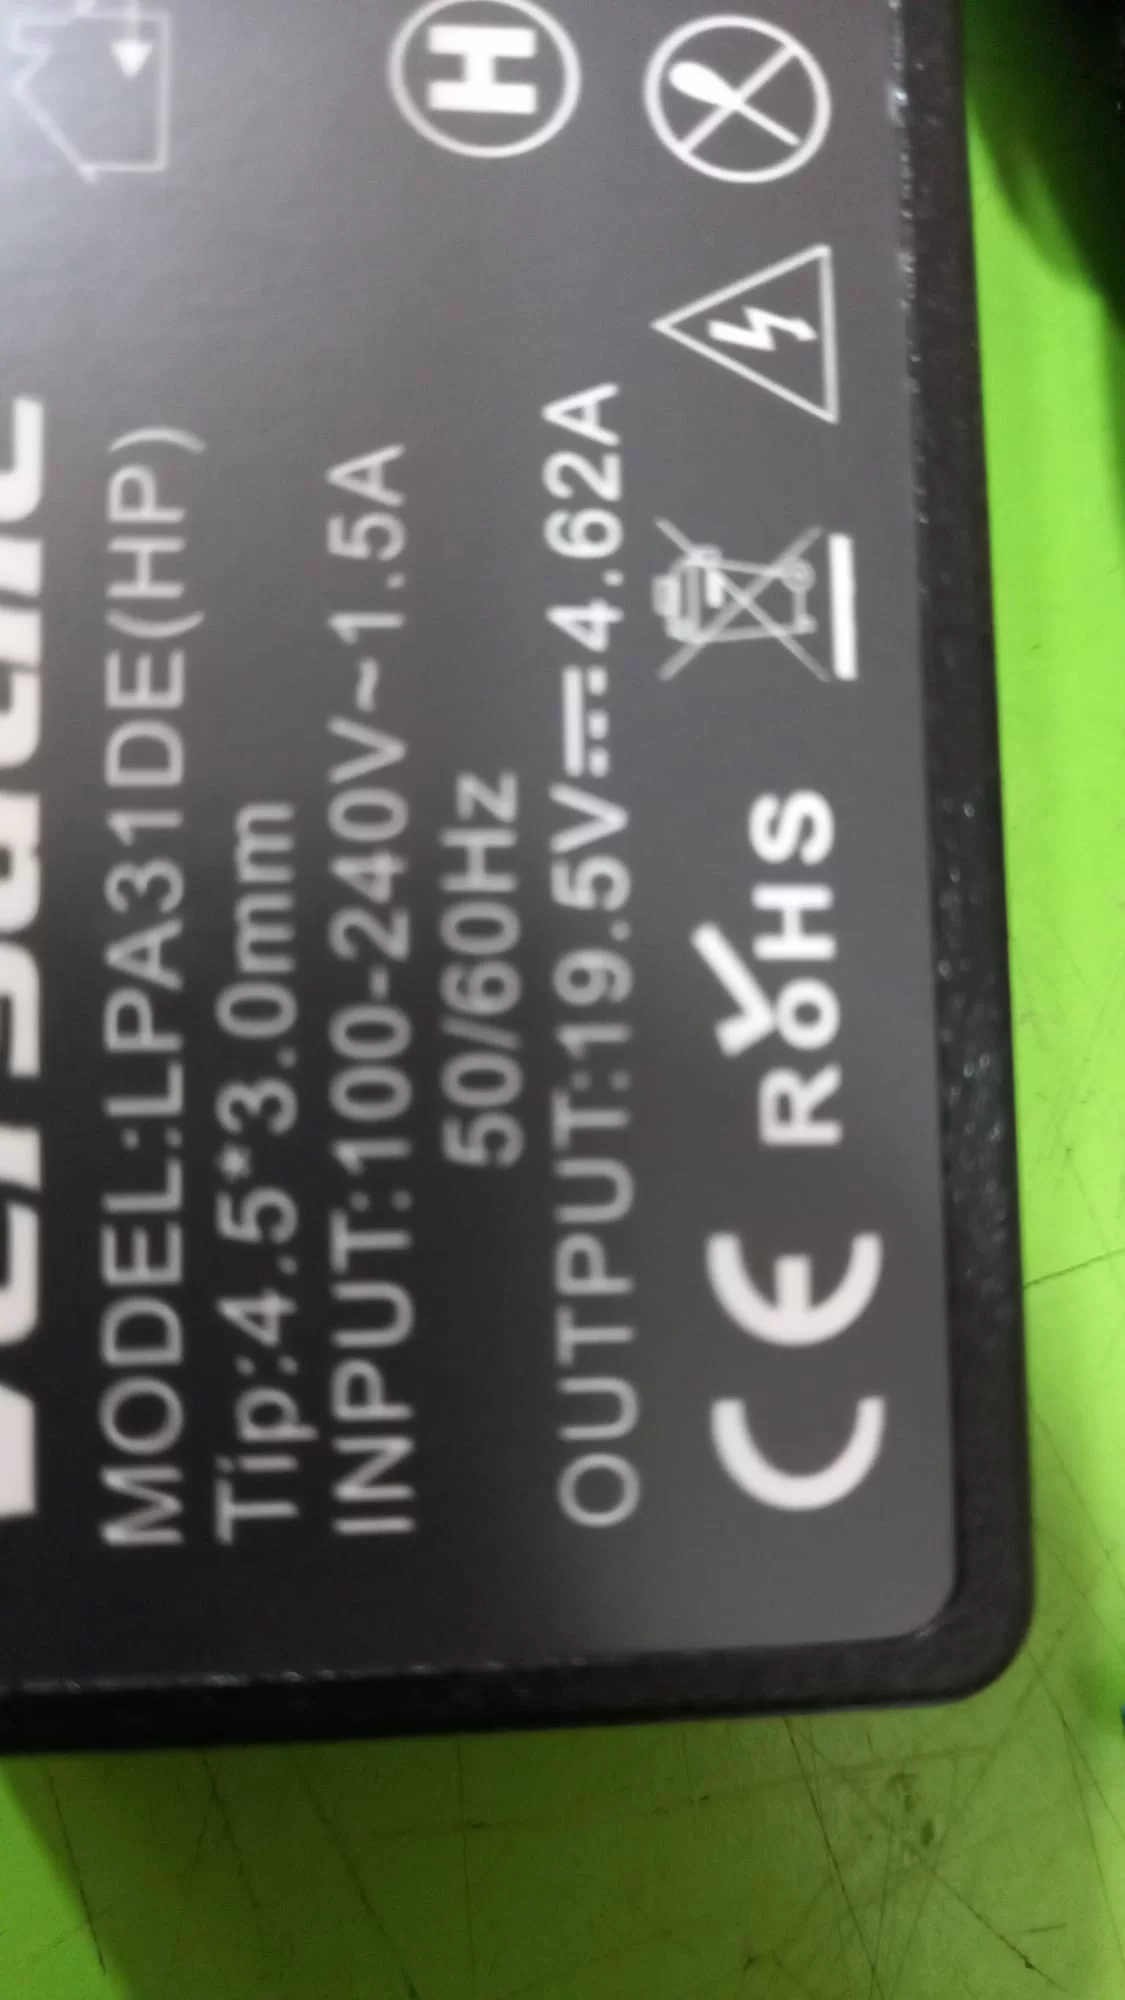 MODEL:LPA31DE(HP)
Tip:4.5*3.0mm
INPUT:100-240V~1.5A
50/60Hz
OUTPUT:19.5V⎓4.62A
CE RoHS
H